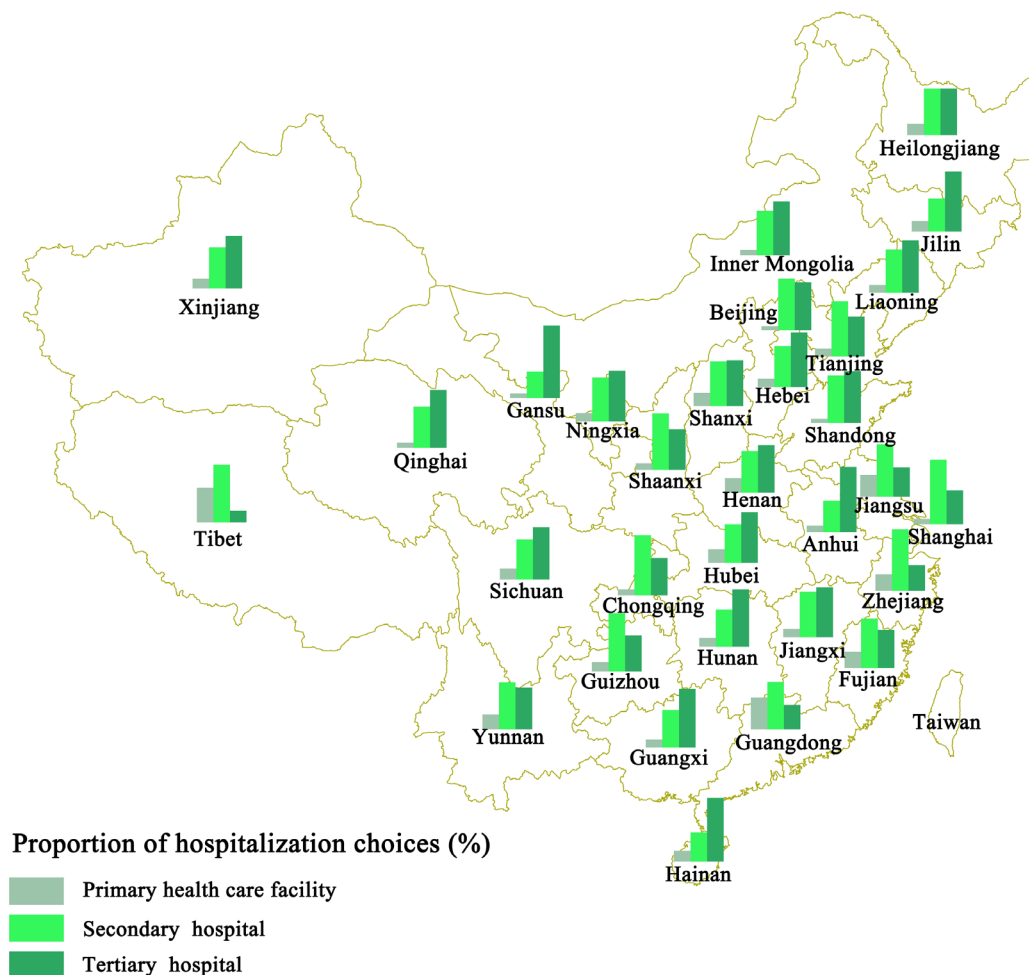 Heilongjiang
Jilin
Inner Mongolia
Liaoning
Xinjiang
Beijing
Tianjing
Hebei
Gansu
Shanxi
Ningxia
Shandong
Qinghai
Shaanxi
Henan
Jiangsu
Tibet
Anhui
Shanghai
Hubei
Sichuan
Chongqing
Zhejiang
Hunan
Jiangxi
Guizhou
Fujian
Taiwan
Yunnan
Guangdong
Guangxi
Hainan
Proportion of hospitalization choices (%)
Primary health care facility
Secondary hospital
Tertiary hospital